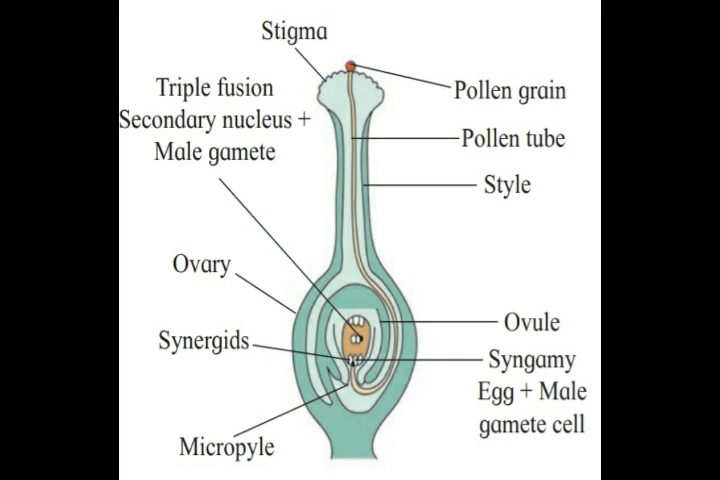 Stigma
Triple fusion
Secondary nucleus +
Male gamete
Pollen grain
Pollen tube
Style
Ovary
Synergids
Ovule
Syngamy
Egg + Male
gamete cell
Micropyle